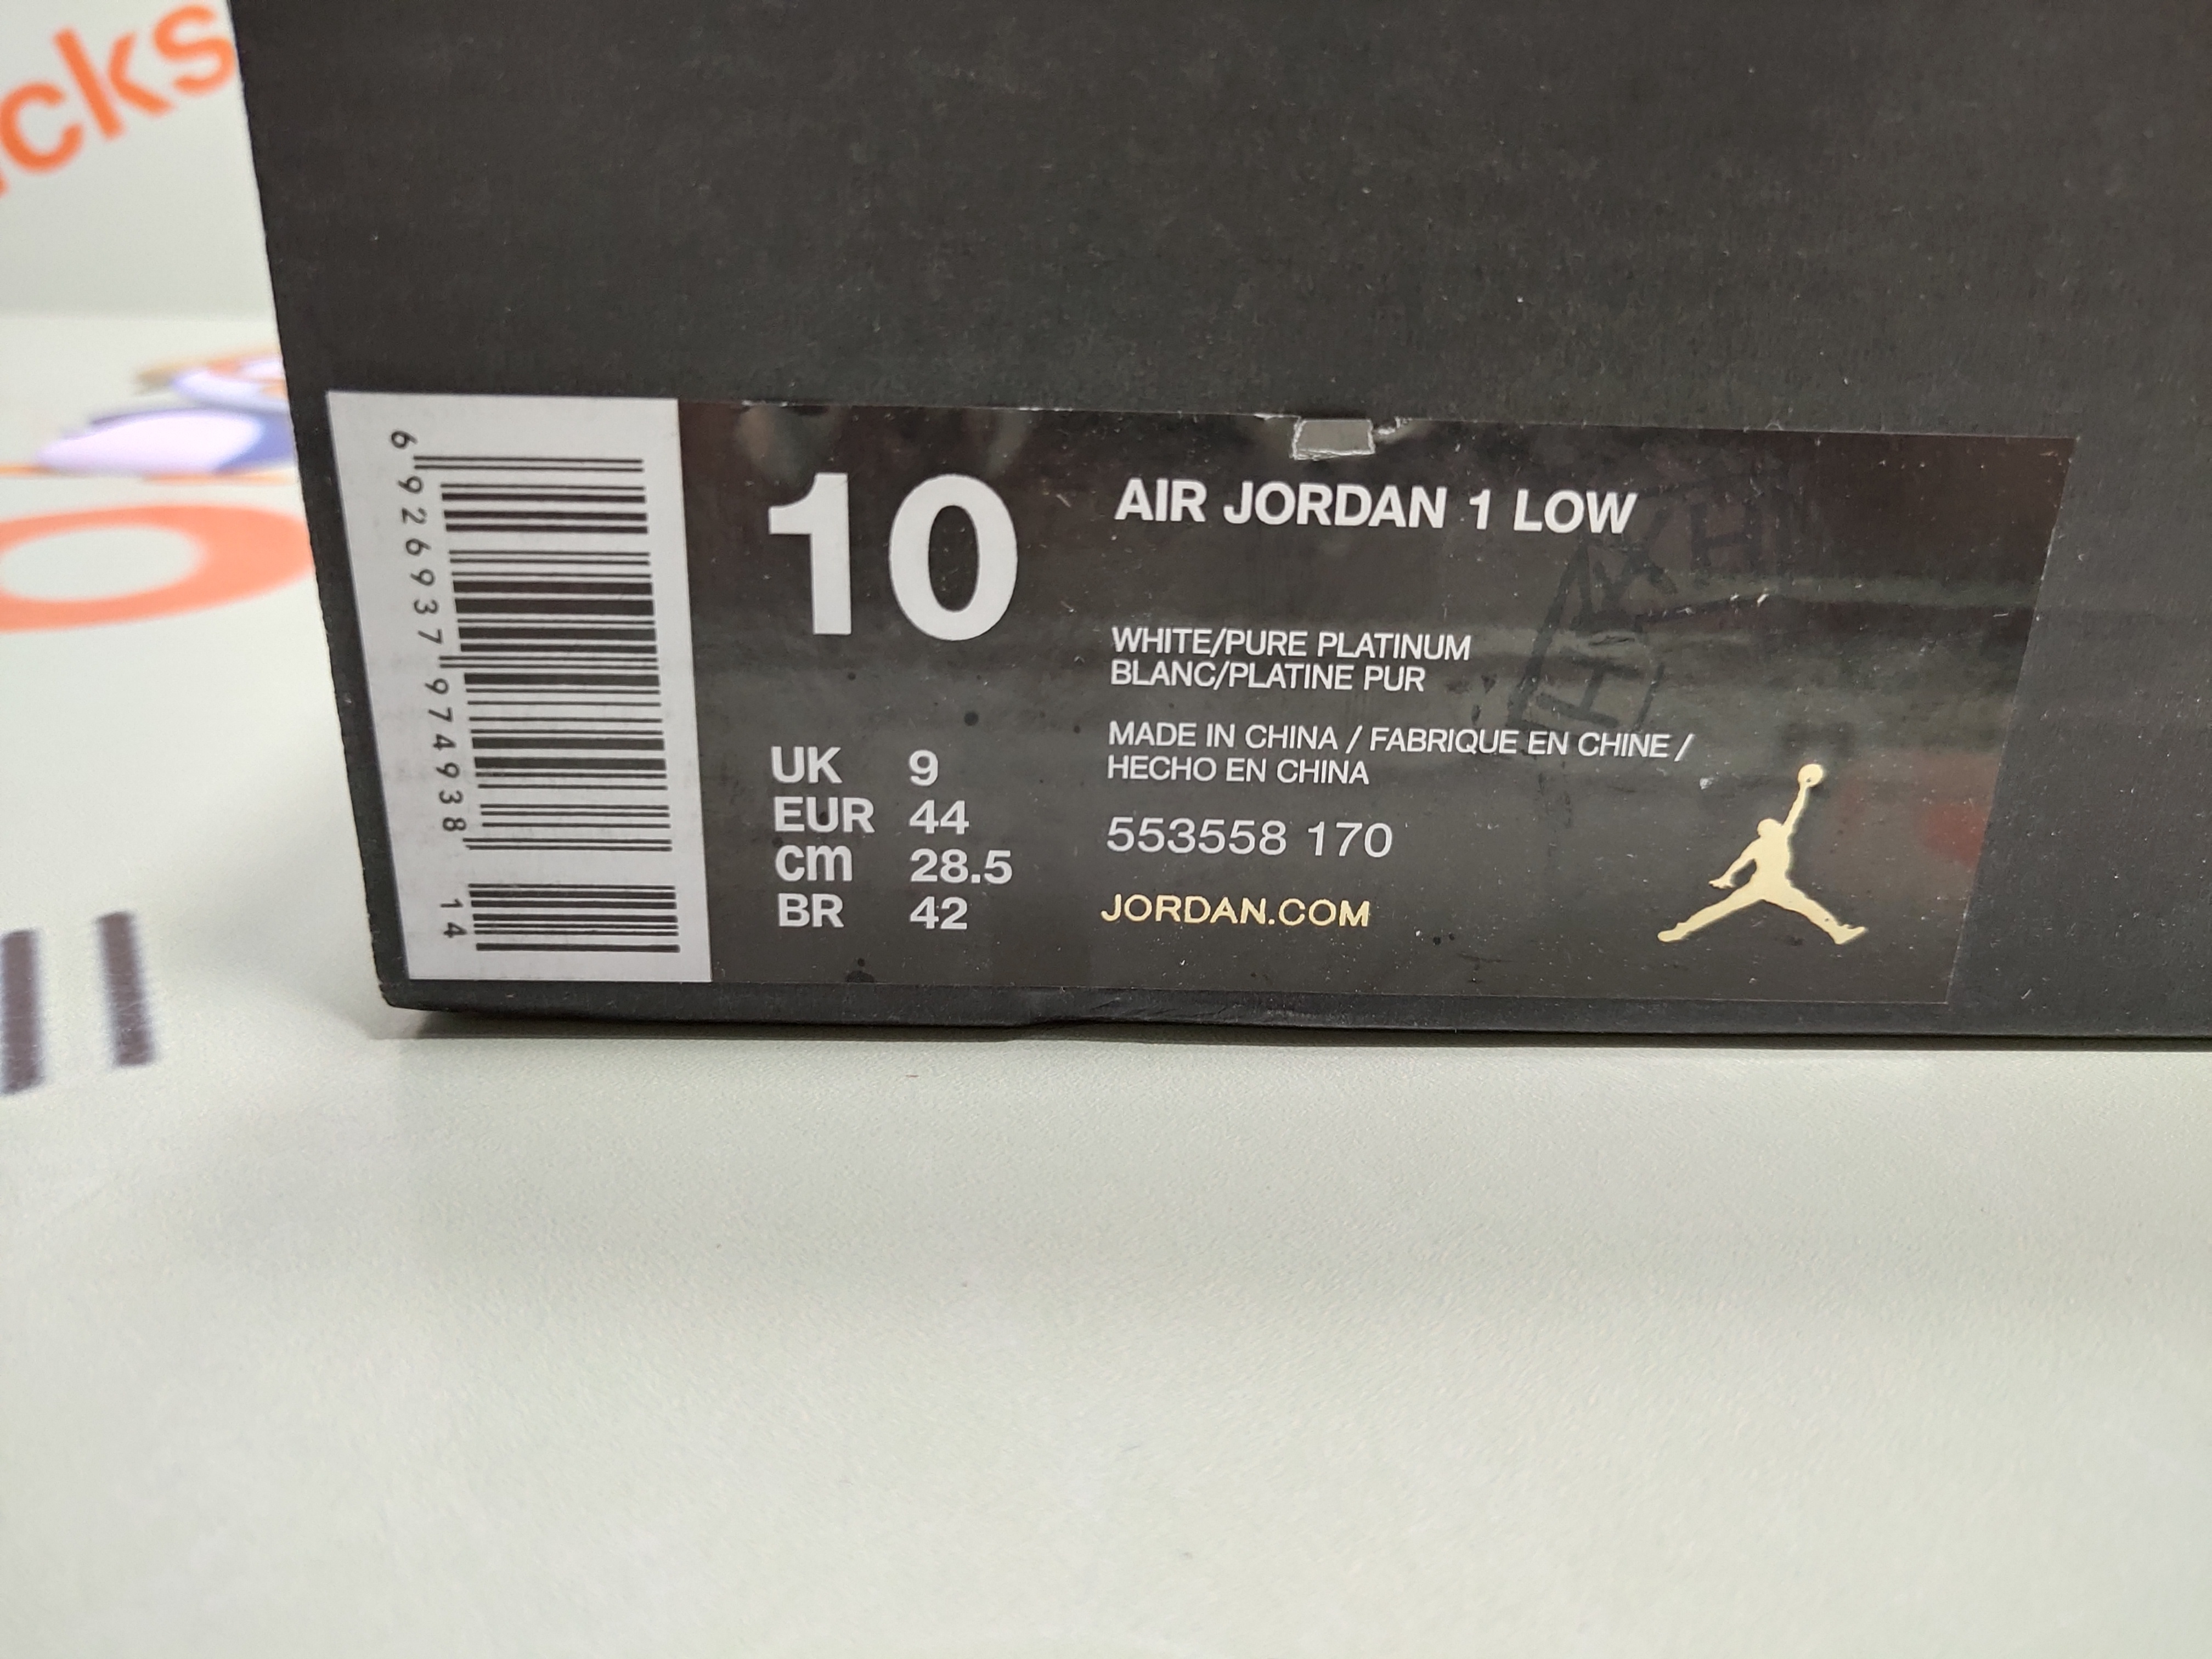 cks
6 926937 974938
14
10
AIR JORDAN 1 LOW
WHITE/PURE PLATINUM
BLANC/PLATINE PUR
MADE IN CHINA / FABRIQUE EN CHINE /
HECHO EN CHINA
UK 9
EUR 44
cm 28.5
BR 42
553558 170
JORDAN.COM